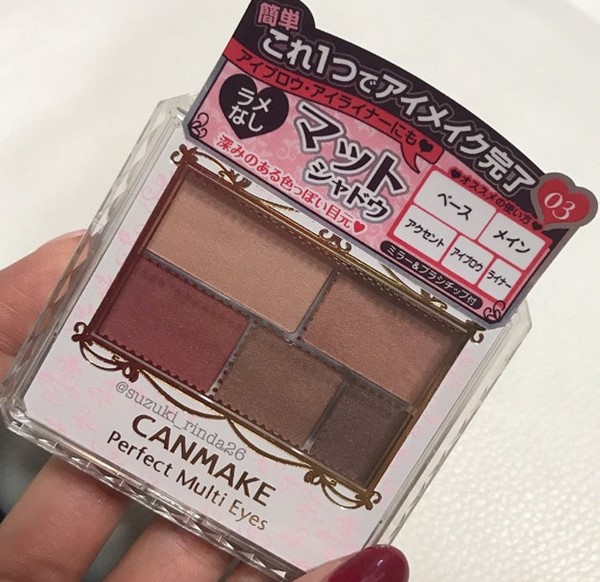 簡単
これ1つでアイメイク完了
アイブロウ・アイライナーにも♥
ラメ
なし
マット
シャドウ
深みのある色っぽい目元♥
♥オススメの使い方♥
ベース
メイン
アクセント
アイブロウ
ライナー
ミラー&ブラシチップ付
03
@suzuki_rinda26
CANMAKE
Perfect Multi Eyes